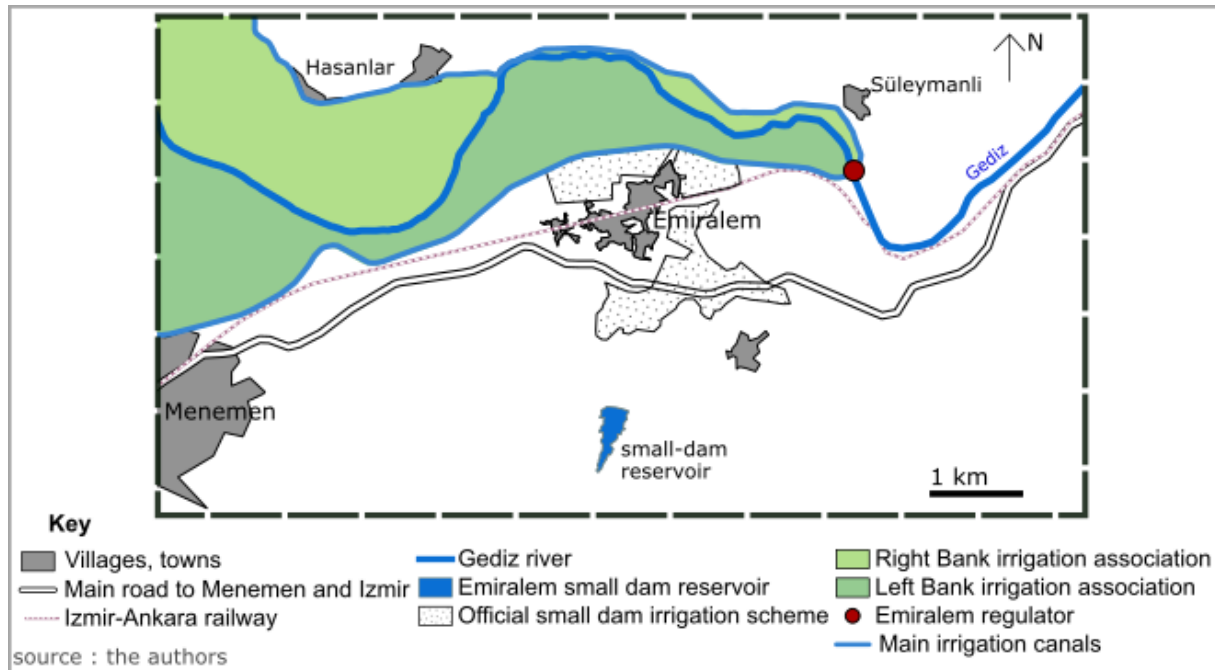 N
Hasanlar
Süleymanli
Gediz
Emiralem
Menemen
small-dam
reservoir
1 km
Key
Villages, towns
Main road to Menemen and Izmir
Izmir-Ankara railway
Gediz river
Emiralem small dam reservoir
Official small dam irrigation scheme
Right Bank irrigation association
Left Bank irrigation association
Emiralem regulator
Main irrigation canals
source : the authors